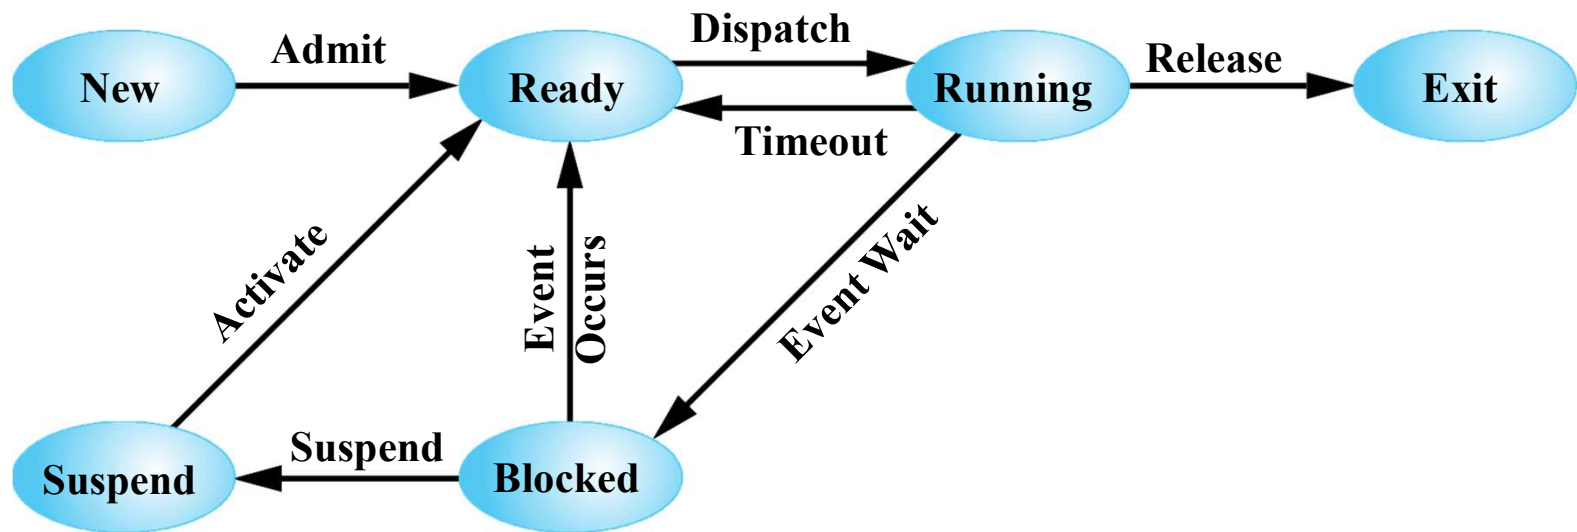 New
Admit
Ready
Dispatch
Timeout
Running
Release
Exit
Activate
Event
Occurs
Event Wait
Suspend
Suspend
Blocked